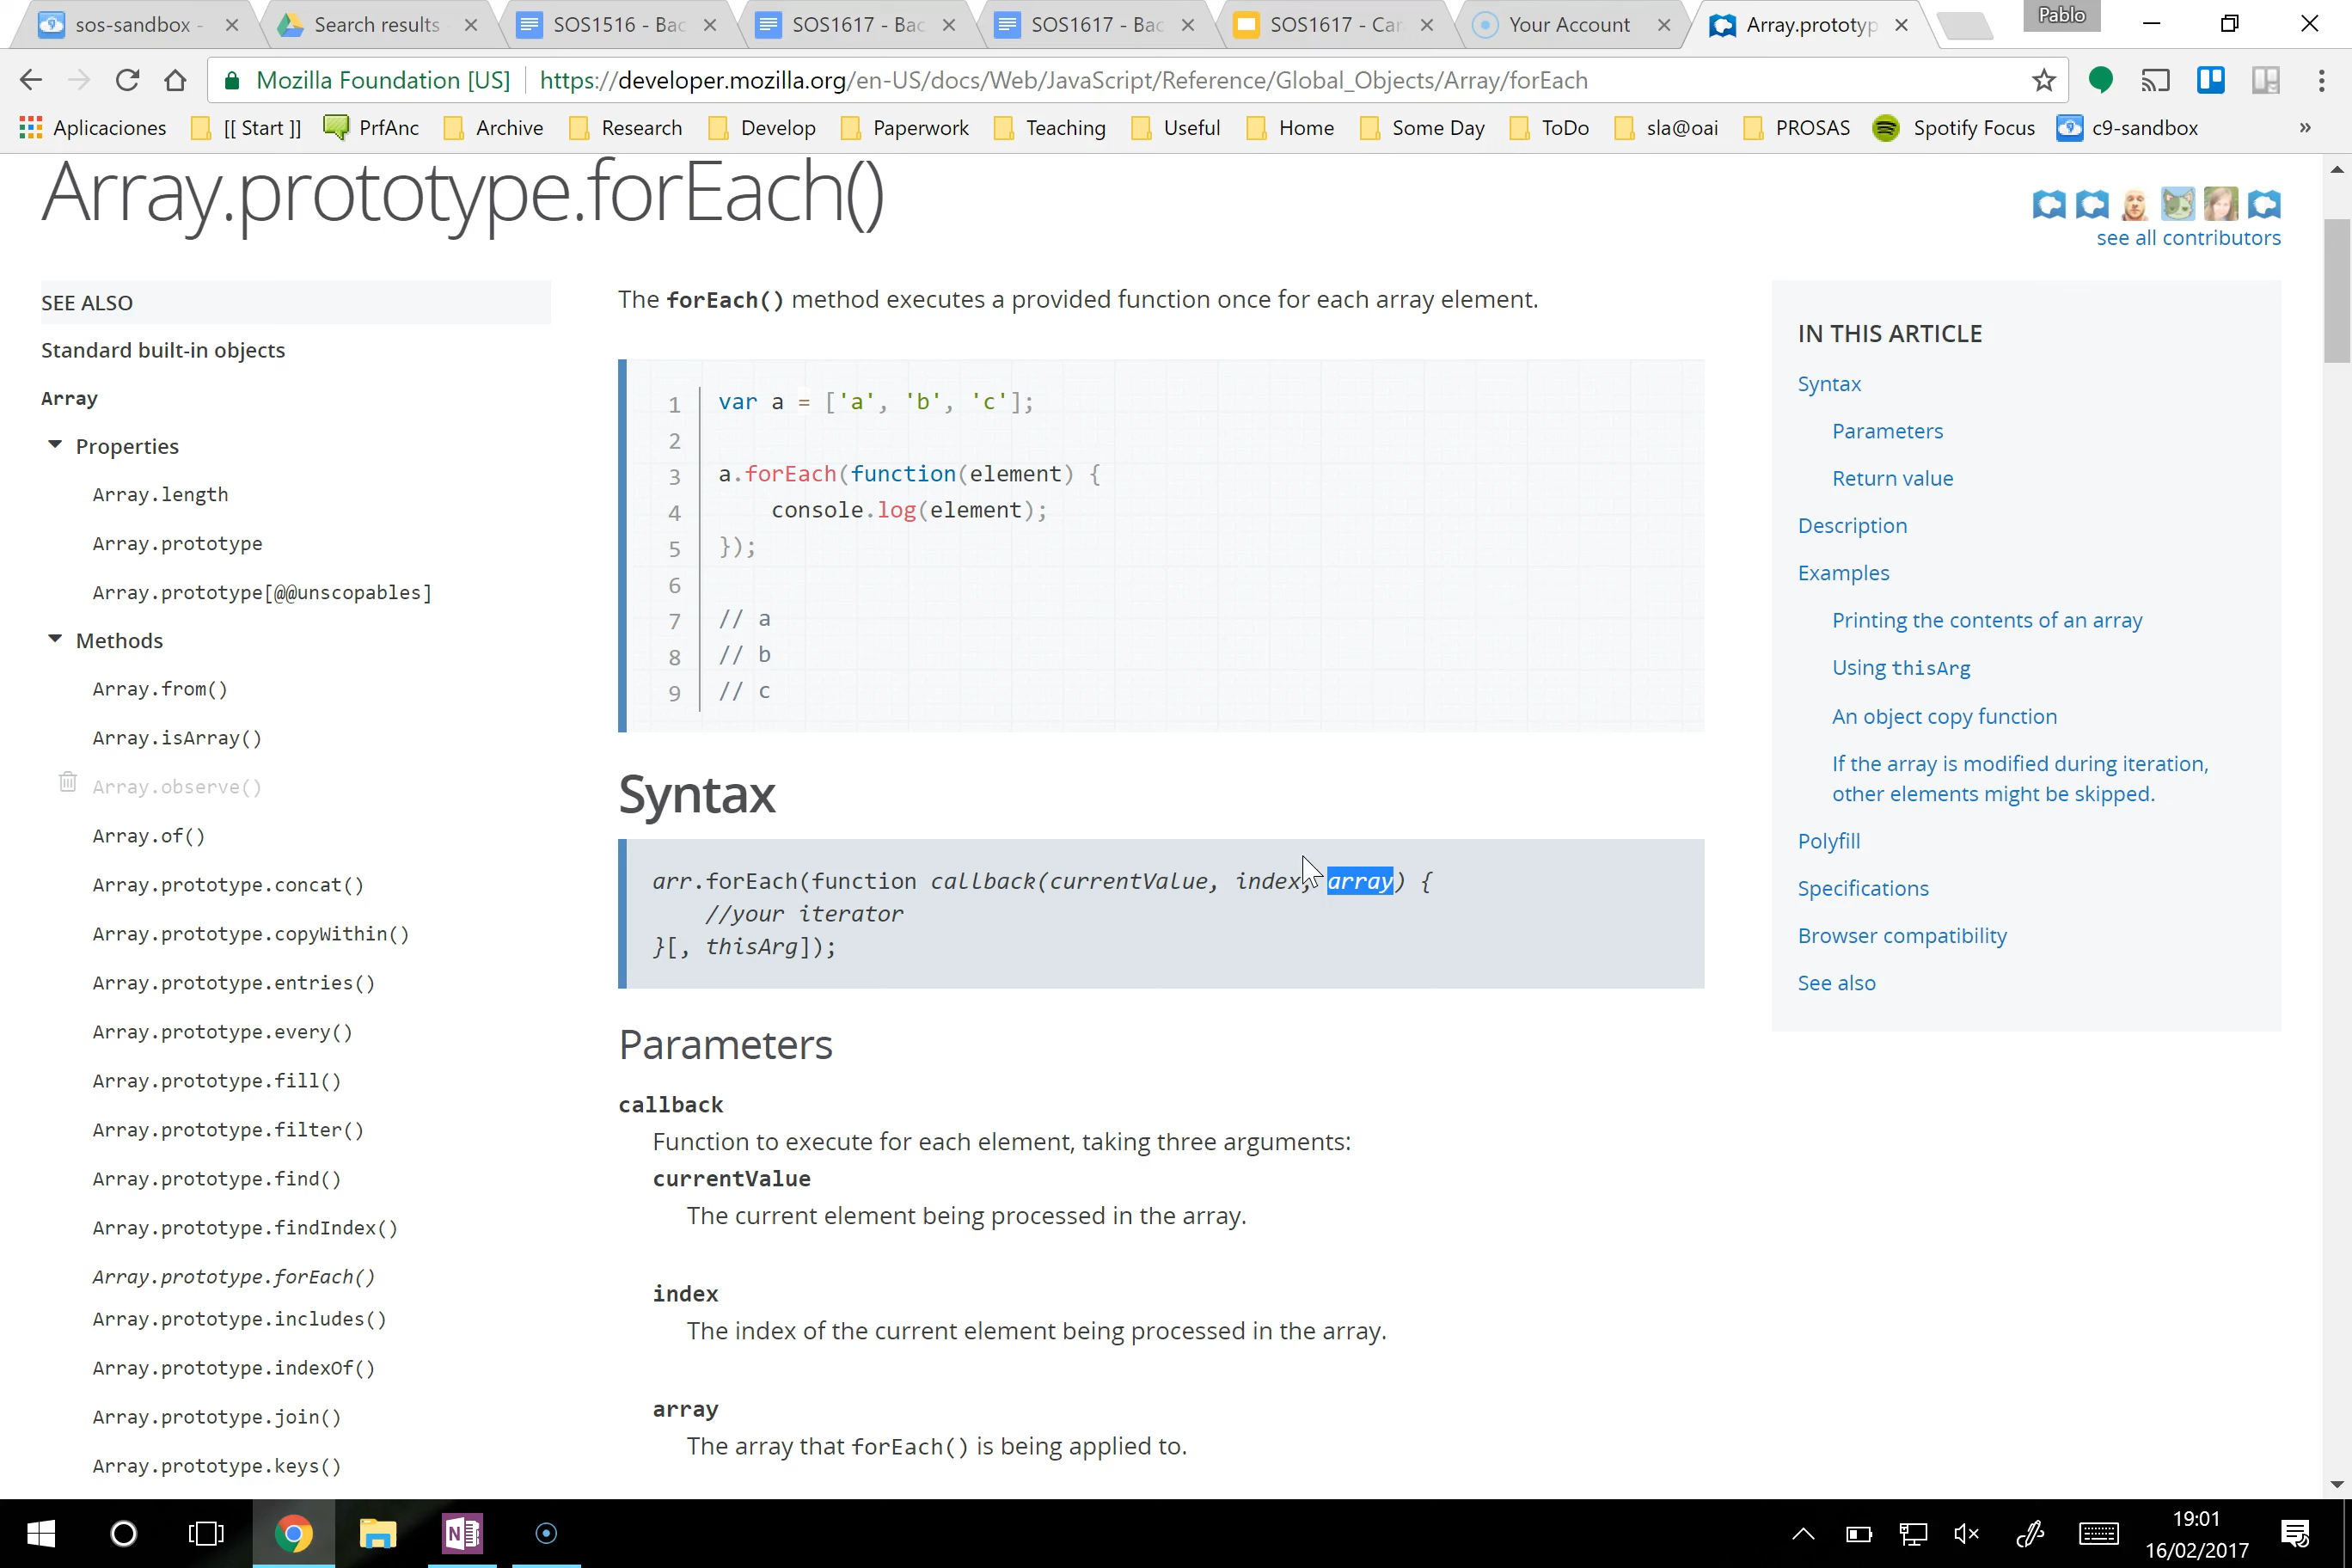 sos-sandbox -
Search results
SOS1516 - Bac
SOS1617 - Bac
SOS1617 - Bac
SOS1617 - Car
Your Account
Array.prototyp
Pablo
Mozilla Foundation [US]
https://developer.mozilla.org/en-US/docs/Web/JavaScript/Reference/Global_Objects/Array/forEach
Aplicaciones
[[ Start ]]
PrfAnc
Archive
Research
Develop
Paperwork
Teaching
Useful
Home
Some Day
ToDo
sla@oai
PROSAS
Spotify Focus
c9-sandbox
»
Array.prototype.forEach()
see all contributors
SEE ALSO
Standard built-in objects
Array
Properties
Array.length
Array.prototype
Array.prototype[@@unscopables]
Methods
Array.from()
Array.isArray()
Array.observe()
Array.of()
Array.prototype.concat()
Array.prototype.copyWithin()
Array.prototype.entries()
Array.prototype.every()
Array.prototype.fill()
Array.prototype.filter()
Array.prototype.find()
Array.prototype.findIndex()
Array.prototype.forEach()
Array.prototype.includes()
Array.prototype.indexOf()
Array.prototype.join()
Array.prototype.keys()
The forEach() method executes a provided function once for each array element.
1 var a = ['a', 'b', 'c'];
2
3 a.forEach(function(element) {
4 console.log(element);
5 });
6
7 // a
8 // b
9 // c
Syntax
arr.forEach(function callback(currentValue, index, array) {
//your iterator
}[, thisArg]);
Parameters
callback
Function to execute for each element, taking three arguments:
currentValue
The current element being processed in the array.
index
The index of the current element being processed in the array.
array
The array that forEach() is being applied to.
IN THIS ARTICLE
Syntax
Parameters
Return value
Description
Examples
Printing the contents of an array
Using thisArg
An object copy function
If the array is modified during iteration,
other elements might be skipped.
Polyfill
Specifications
Browser compatibility
See also
N
19:01
16/02/2017